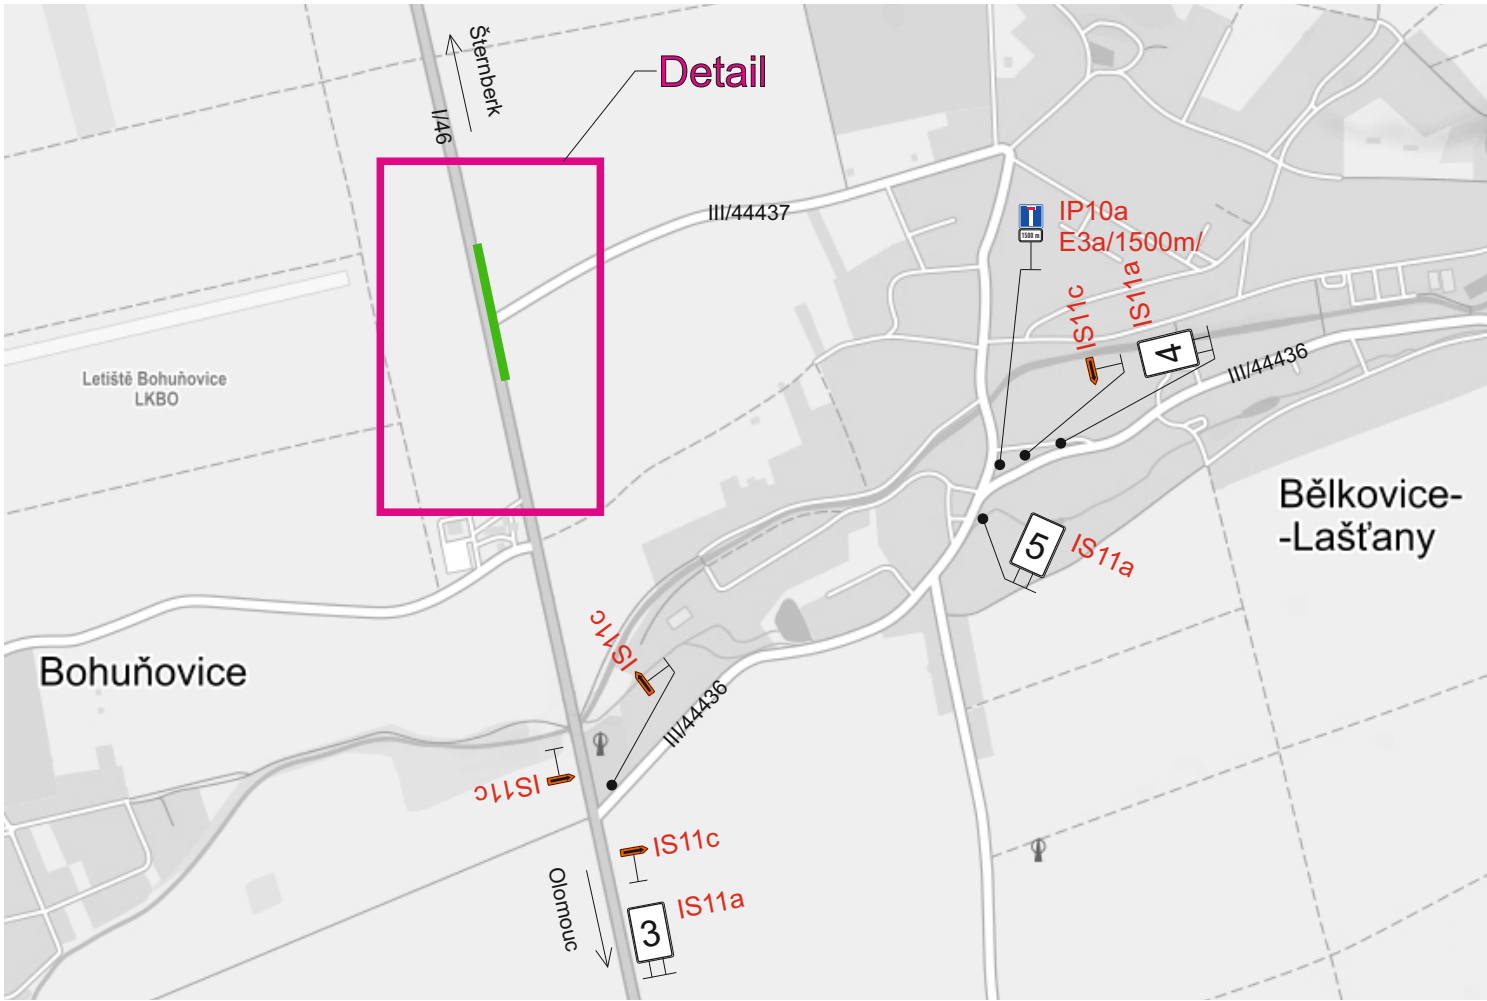 Šternberk
I/46
Detail
III/44437
IP10a
1500 m
E3a/1500m/
IS11c
IS11a
4
III/44436
Letiště Bohuňovice
LKBO
Bělkovice-
-Lašťany
5
IS11a
Bohuňovice
IS11c
III/44436
IS11c
IS11c
Olomouc
IS11a
3